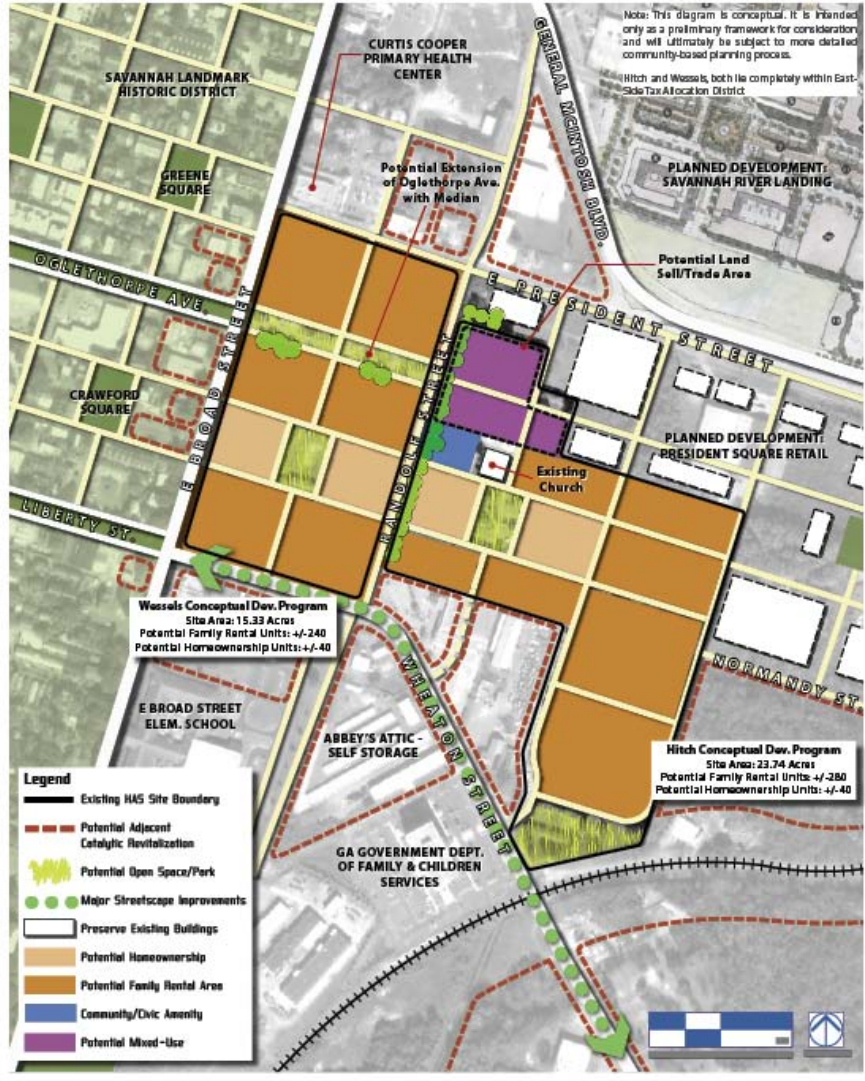 Note: This diagram is conceptual. It is intended
only as a preliminary framework for consideration
and will ultimately be subject to more detailed
community-based planning process.
Hitch and Wessels, both lie completely within East-
Side Tax Allocation District
CURTIS COOPER
PRIMARY HEALTH
CENTER
GENERAL MCINTOSH BLVD.
SAVANNAH LANDMARK
HISTORIC DISTRICT
GREENE
SQUARE
Potential Extension
of Oglethorpe Ave.
with Median
PLANNED DEVELOPMENT:
SAVANNAH RIVER LANDING
Potential Land
Sell/Trade Area
OGLETHORPE AVE.
E PRESIDENT STREET
E BROAD STREET
RANDOLF STREET
CRAWFORD
SQUARE
PLANNED DEVELOPMENT:
PRESIDENT SQUARE RETAIL
Existing
Church
LIBERTY ST.
Wessels Conceptual Dev. Program
Site Area: 15.33 Acres
Potential Family Rental Units: +/-240
Potential Homeownership Units: +/-40
NORMANDY ST.
WHEATON STREET
E BROAD STREET
ELEM. SCHOOL
ABBEY'S ATTIC -
SELF STORAGE
Hitch Conceptual Dev. Program
Site Area: 23.74 Acres
Potential Family Rental Units: +/-280
Potential Homeownership Units: +/-40
GA GOVERNMENT DEPT.
OF FAMILY & CHILDREN
SERVICES
Legend
Existing HAS Site Boundary
Potential Adjacent
Catalytic Revitalization
Potential Open Space/Park
Major Streetscape Improvements
Preserve Existing Buildings
Potential Homeownership
Potential Family Rental Area
Community/Civic Amenity
Potential Mixed-Use